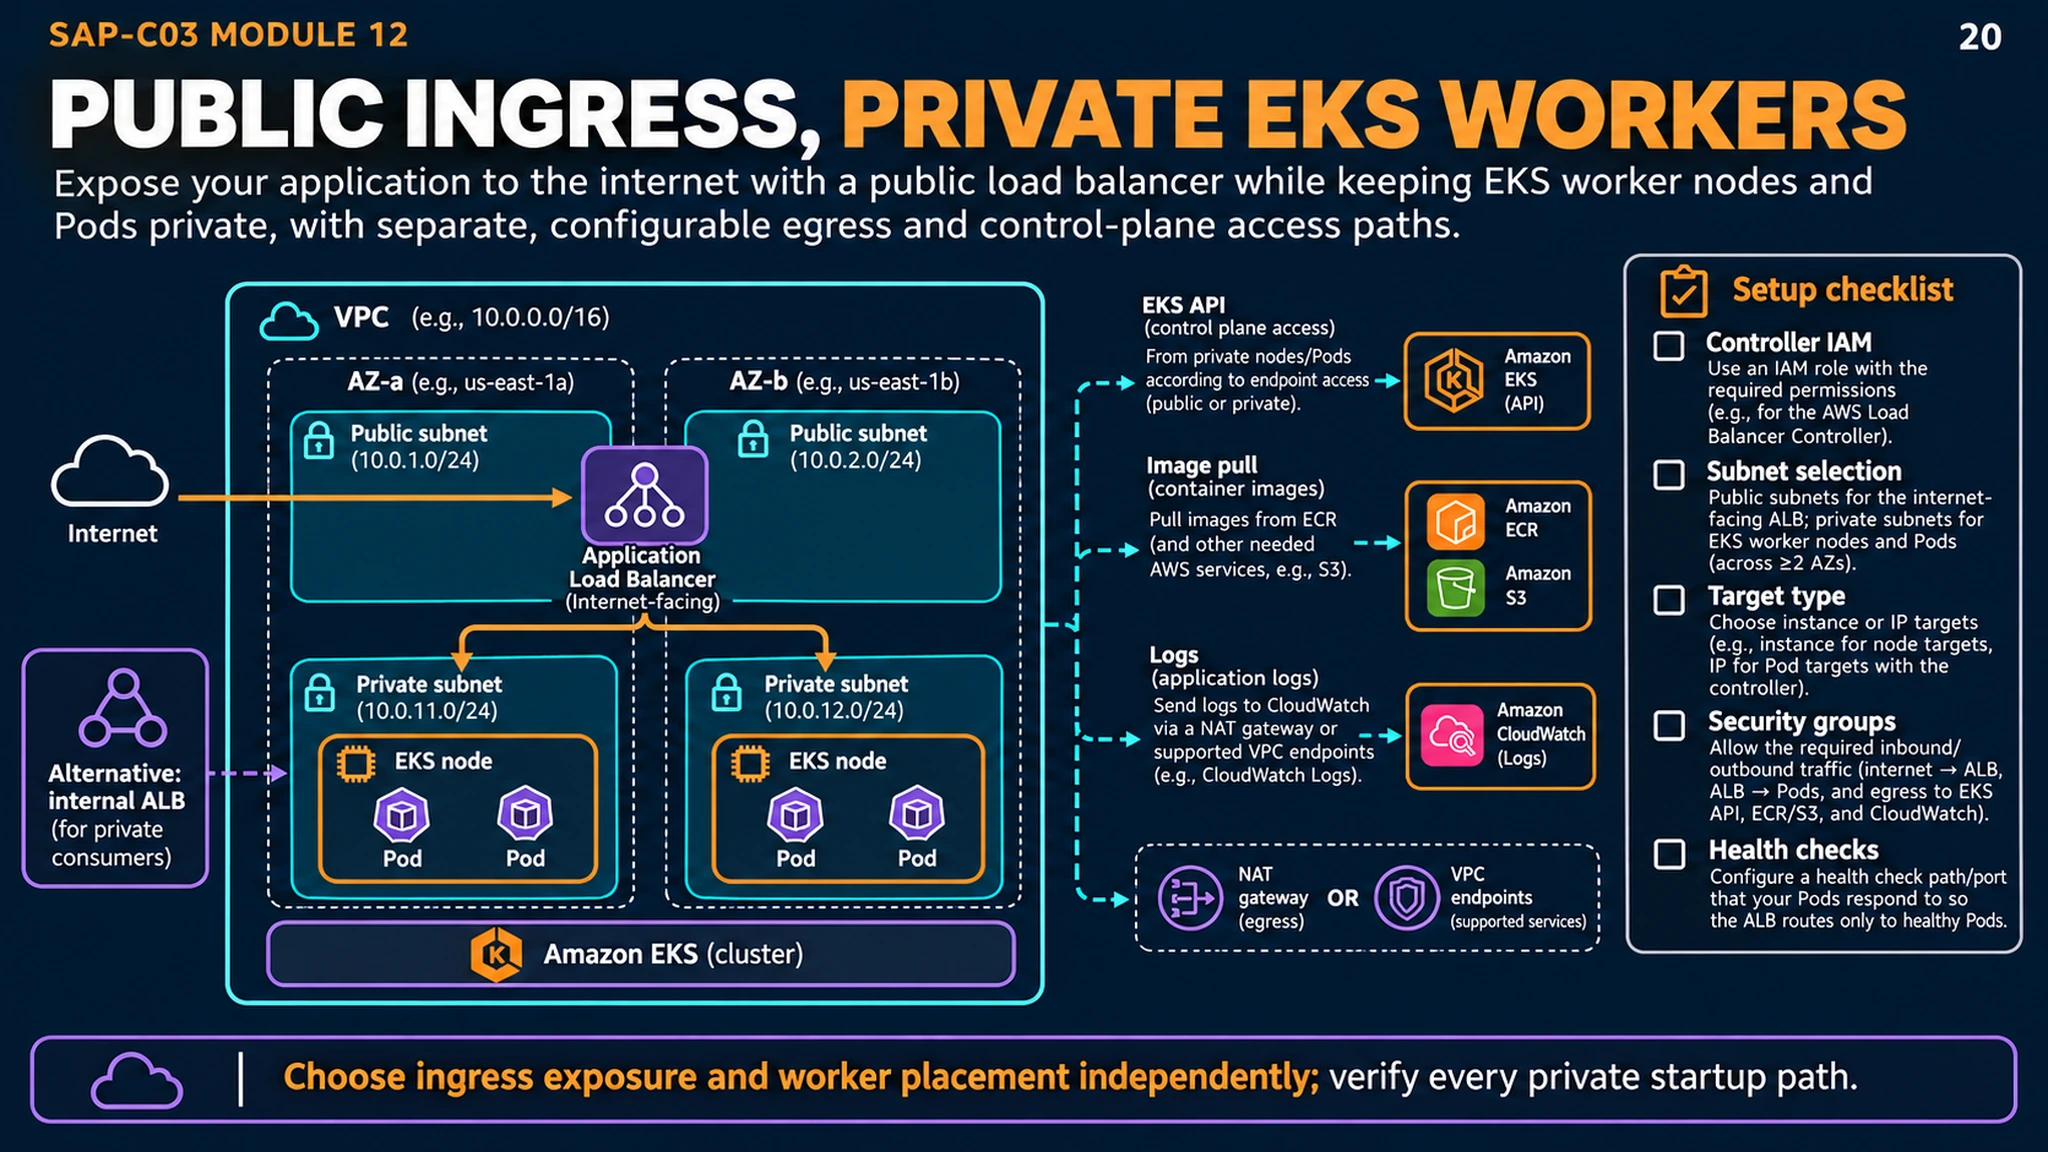 SAP-C03 MODULE 12
20
PUBLIC INGRESS, PRIVATE EKS WORKERS
Expose your application to the internet with a public load balancer while keeping EKS worker nodes and
Pods private, with separate, configurable egress and control-plane access paths.
Internet
Alternative:
internal ALB
(for private
consumers)
VPC (e.g., 10.0.0.0/16)
AZ-a (e.g., us-east-1a)
Public subnet
(10.0.1.0/24)
AZ-b (e.g., us-east-1b)
Public subnet
(10.0.2.0/24)
Application
Load Balancer
(Internet-facing)
Private subnet
(10.0.11.0/24)
EKS node
Pod
Pod
Private subnet
(10.0.12.0/24)
EKS node
Pod
Pod
K
Amazon EKS (cluster)
EKS API
(control plane access)
From private nodes/Pods
according to endpoint access
(public or private).
K
Amazon
EKS
(API)
Image pull
(container images)
Pull images from ECR
(and other needed
AWS services, e.g., S3).
Amazon
ECR
Amazon
S3
Logs
(application logs)
Send logs to CloudWatch
via a NAT gateway or
supported VPC endpoints
(e.g., CloudWatch Logs).
Amazon
CloudWatch
(Logs)
NAT
gateway
(egress)
OR
VPC
endpoints
(supported services)
Setup checklist
Controller IAM
Use an IAM role with the
required permissions
(e.g., for the AWS Load
Balancer Controller).
Subnet selection
Public subnets for the internet-
facing ALB; private subnets for
EKS worker nodes and Pods
(across ≥2 AZs).
Target type
Choose instance or IP targets
(e.g., instance for node targets,
IP for Pod targets with the
controller).
Security groups
Allow the required inbound/
outbound traffic (internet → ALB,
ALB → Pods, and egress to EKS
API, ECR/S3, and CloudWatch).
Health checks
Configure a health check path/port
that your Pods respond to so
the ALB routes only to healthy Pods.
Choose ingress exposure and worker placement independently; verify every private startup path.